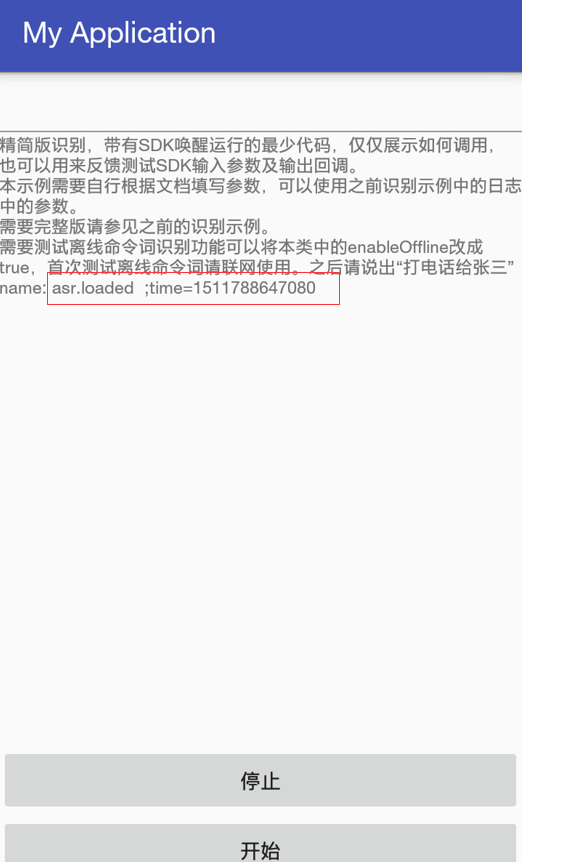 My Application
精简版识别，带有SDK唤醒运行的最少代码，仅仅展示如何调用，
也可以用来反馈测试SDK输入参数及输出回调。
本示例需要自行根据文档填写参数，可以使用之前识别示例中的日志
中的参数。
需要完整版请参见之前的识别示例。
需要测试离线命令词识别功能可以将本类中的enableOffline改成
true，首次测试离线命令词请联网使用。之后请说出“打电话给张三”
name: asr.loaded ;time=1511788647080
停止
开始